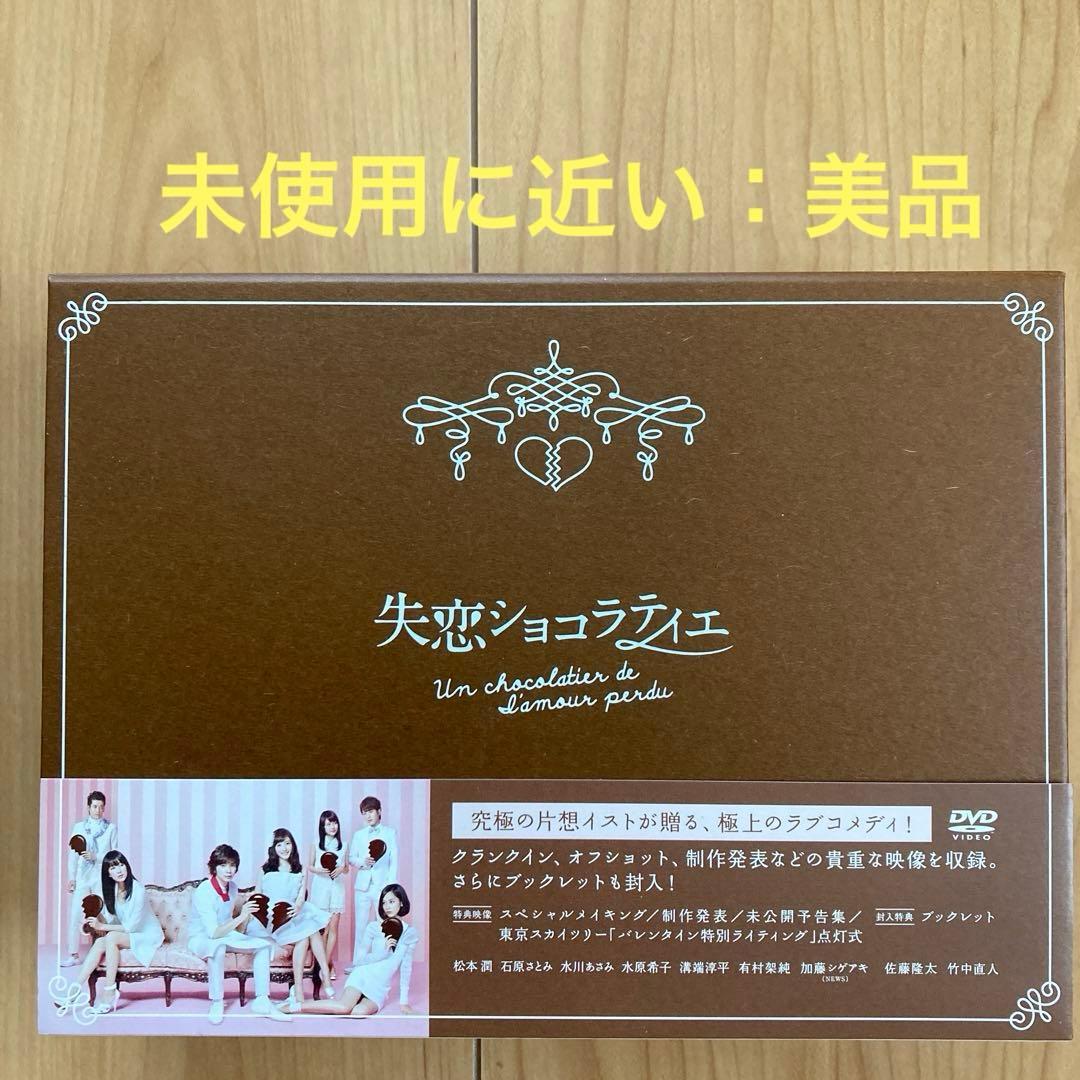 未使用に近い：美品
失恋ショコラティエ
Un chocolatier de
l'amour perdu
究極の片想イストが贈る、極上のラブコメディ！
DVD
VIDEO
クランクイン、オフショット、制作発表などの貴重な映像を収録。
さらにブックレットも封入！
特典映像 スペシャルメイキング／制作発表／未公開予告集／ 封入特典 ブックレット
東京スカイツリー「バレンタイン特別ライティング」点灯式
松本潤 石原さとみ 水川あさみ 水原希子 溝端淳平 有村架純 加藤シゲアキ 佐藤隆太 竹中直人
(NEWS)